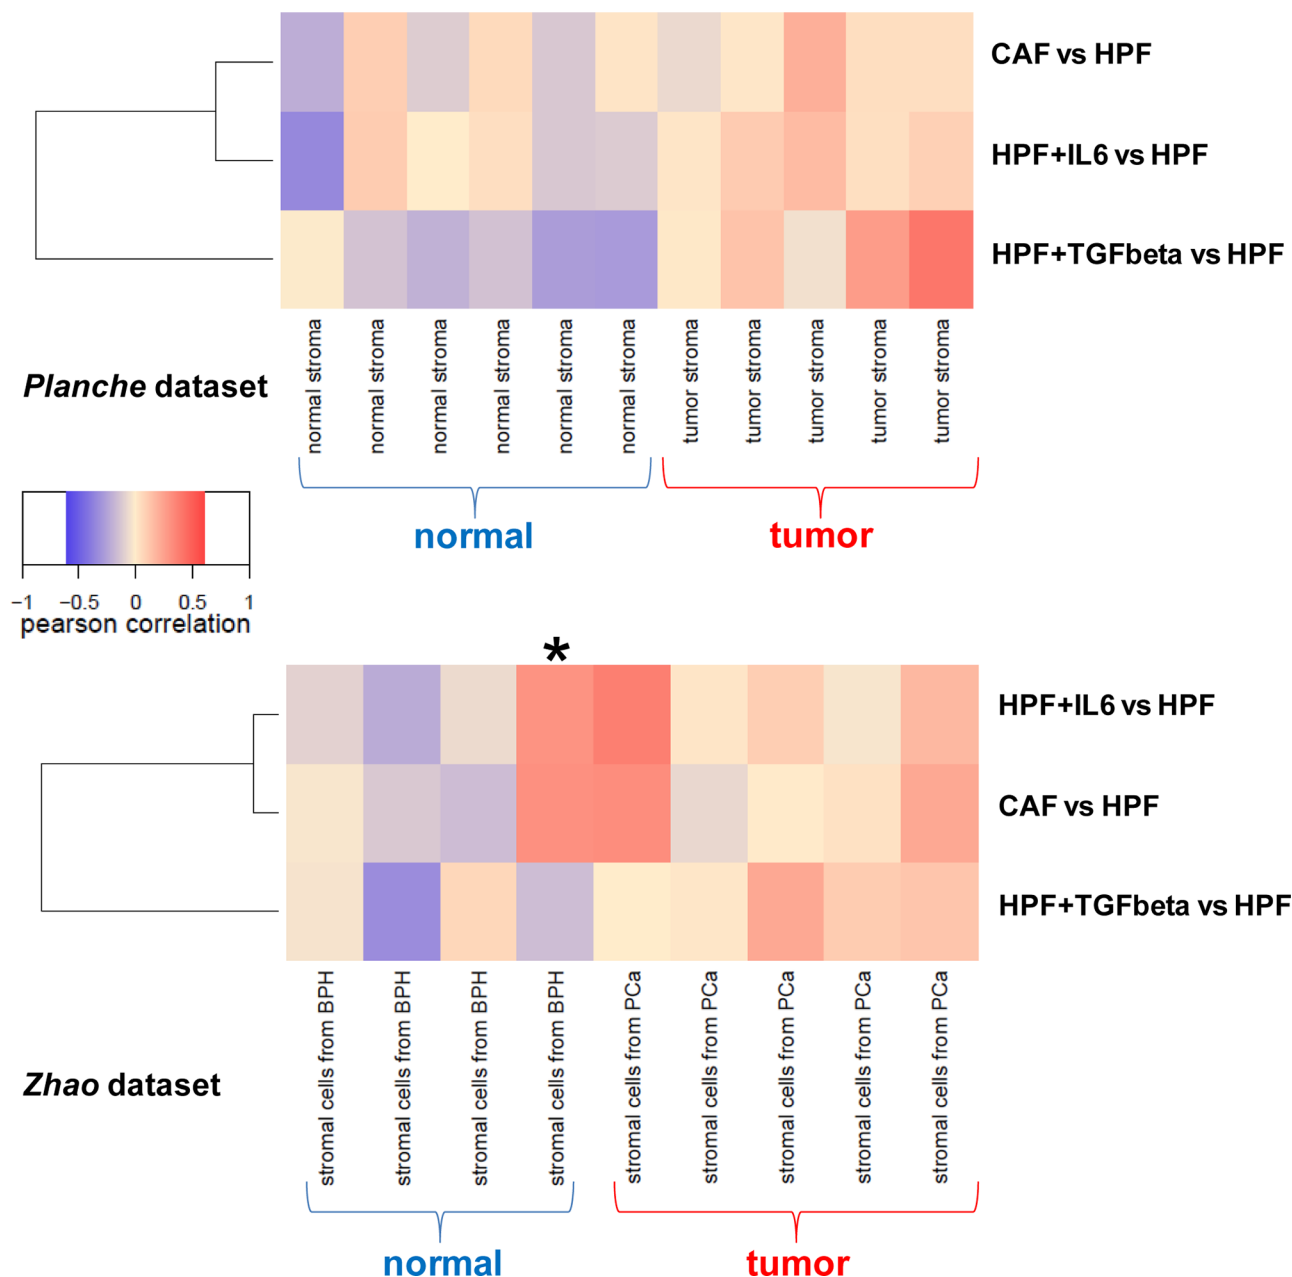 CAF vs HPF
HPF+IL6 vs HPF
HPF+TGFbeta vs HPF
normal stroma
normal stroma
normal stroma
normal stroma
normal stroma
normal stroma
tumor stroma
tumor stroma
tumor stroma
tumor stroma
tumor stroma
Planche dataset
normal
tumor
−1 −0.5 0 0.5 1
pearson correlation
*
HPF+IL6 vs HPF
CAF vs HPF
HPF+TGFbeta vs HPF
stromal cells from BPH
stromal cells from BPH
stromal cells from BPH
stromal cells from BPH
stromal cells from PCa
stromal cells from PCa
stromal cells from PCa
stromal cells from PCa
stromal cells from PCa
Zhao dataset
normal
tumor